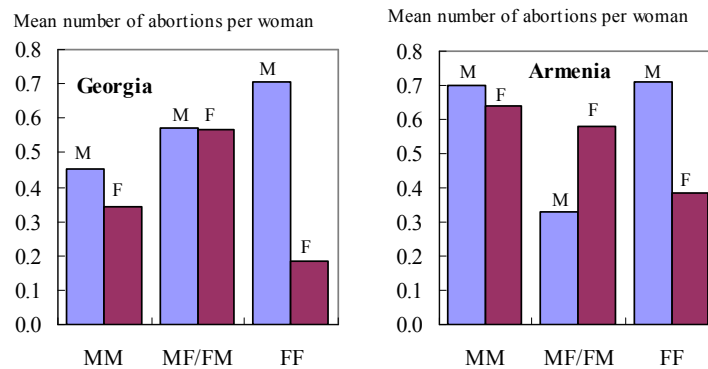 Mean number of abortions per woman
0.8
0.7
0.6
0.5
0.4
0.3
0.2
0.1
0.0
Georgia
M
F
M
F
M
F
MM
MF/FM
FF
Mean number of abortions per woman
0.8
0.7
0.6
0.5
0.4
0.3
0.2
0.1
0.0
Armenia
M
F
M
F
M
F
MM
MF/FM
FF